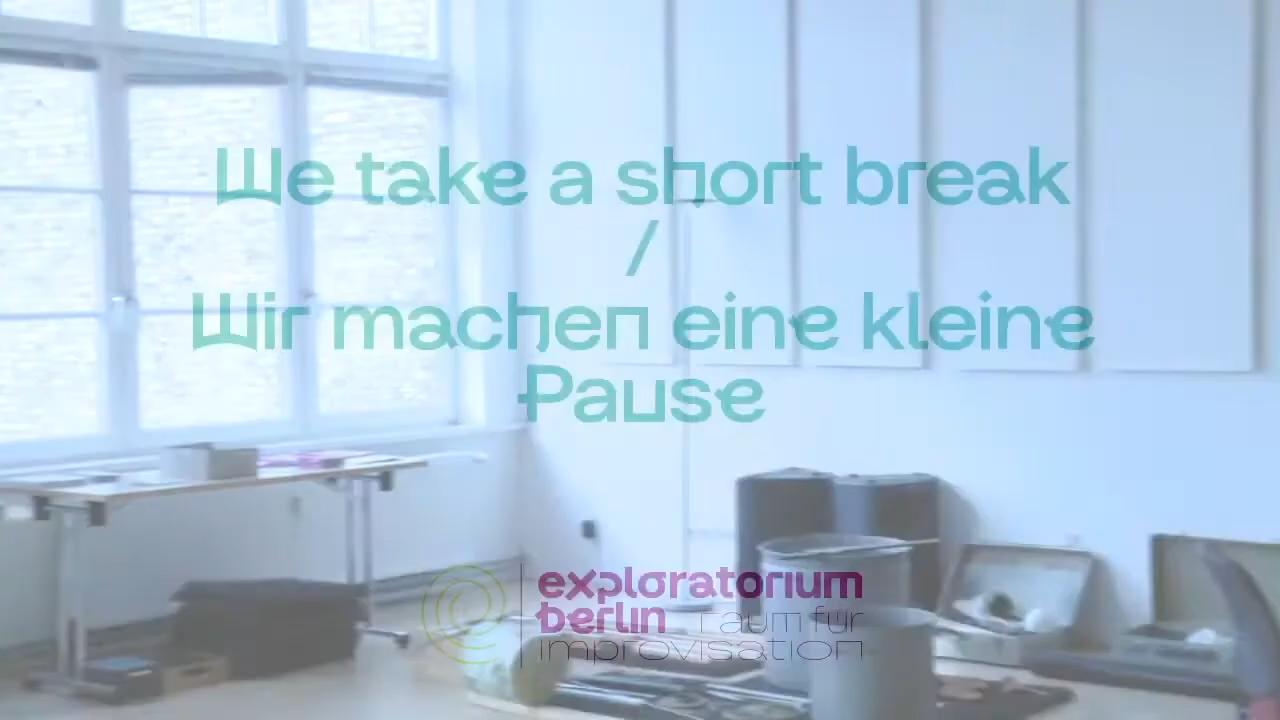 We take a short break
/
Wir machen eine kleine
Pause
exploratorium
berlin raum für
improvisation